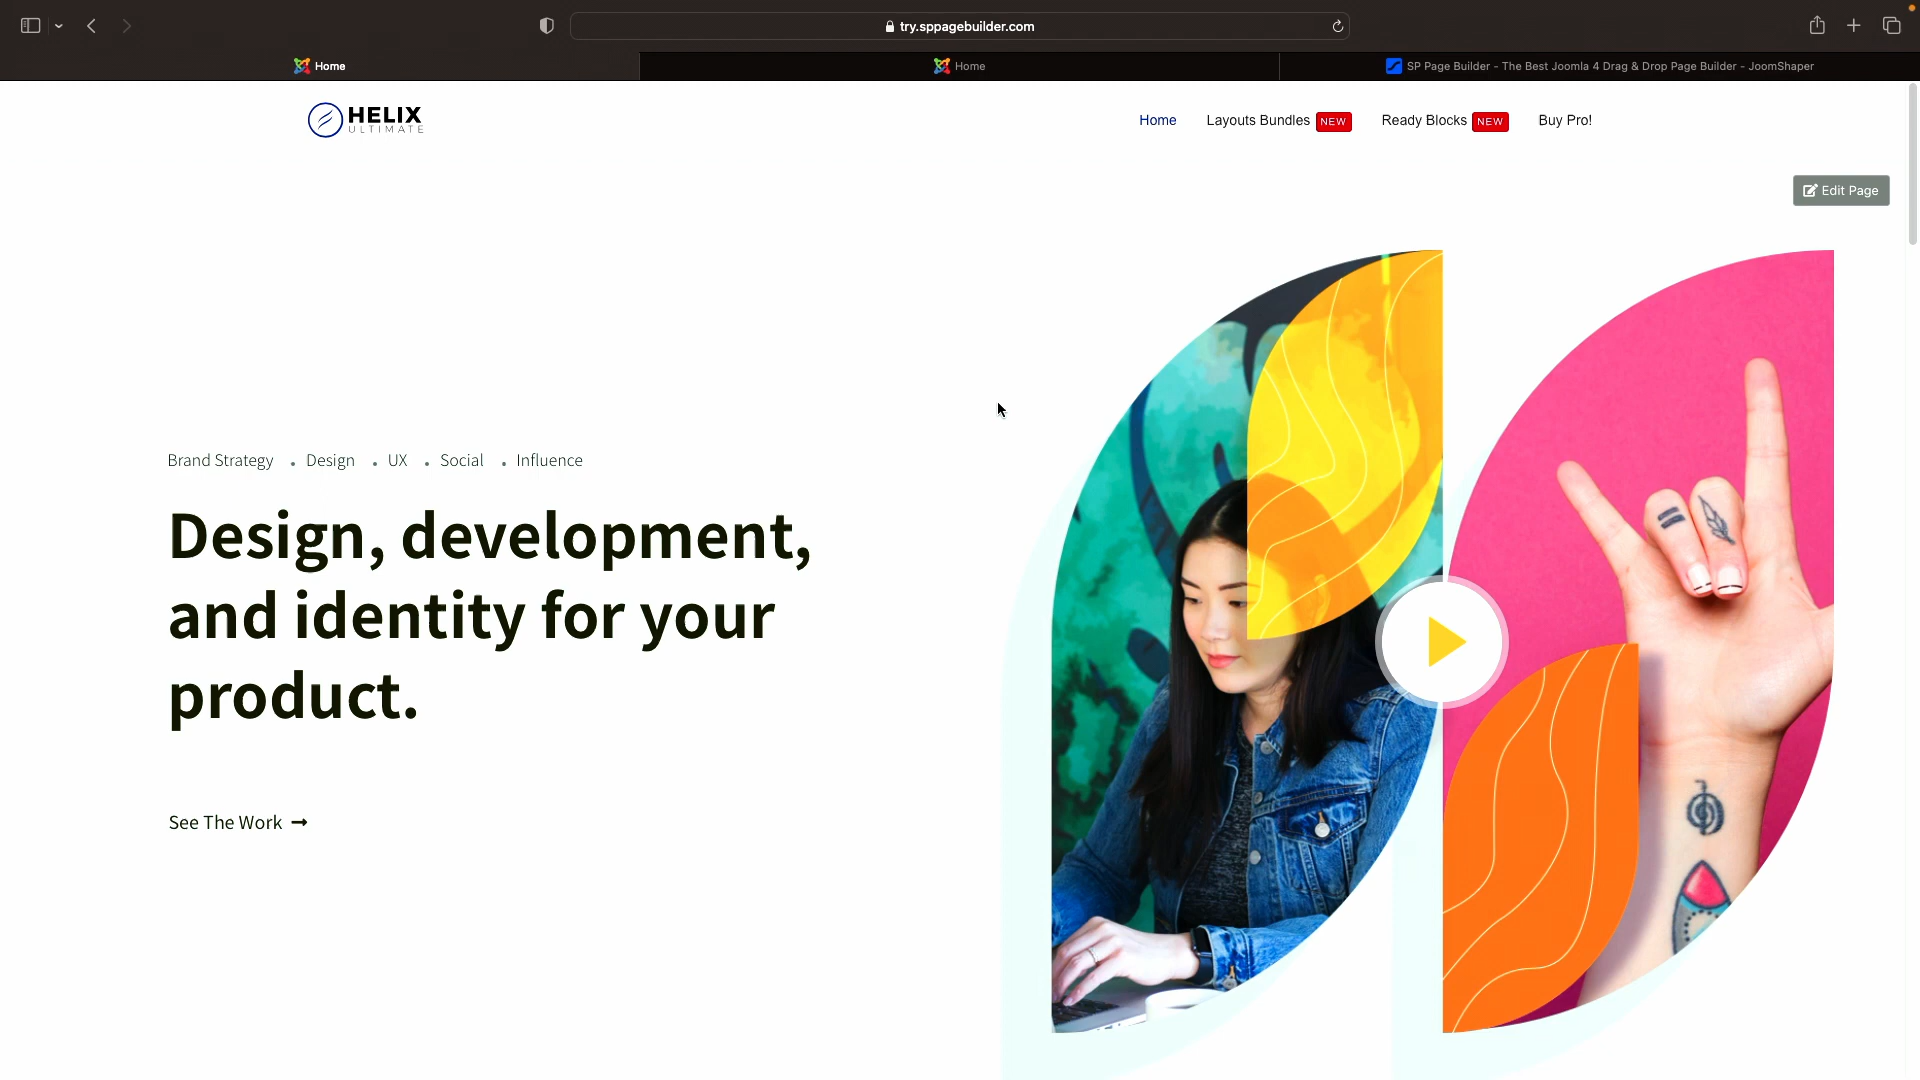 try.sppagebuilder.com
Home
Home
SP Page Builder - The Best Joomla 4 Drag & Drop Page Builder - JoomShaper
HELIX
ULTIMATE
Home
Layouts Bundles NEW
Ready Blocks NEW
Buy Pro!
Edit Page
Brand Strategy . Design . UX . Social . Influence
Design, development,
and identity for your
product.
See The Work